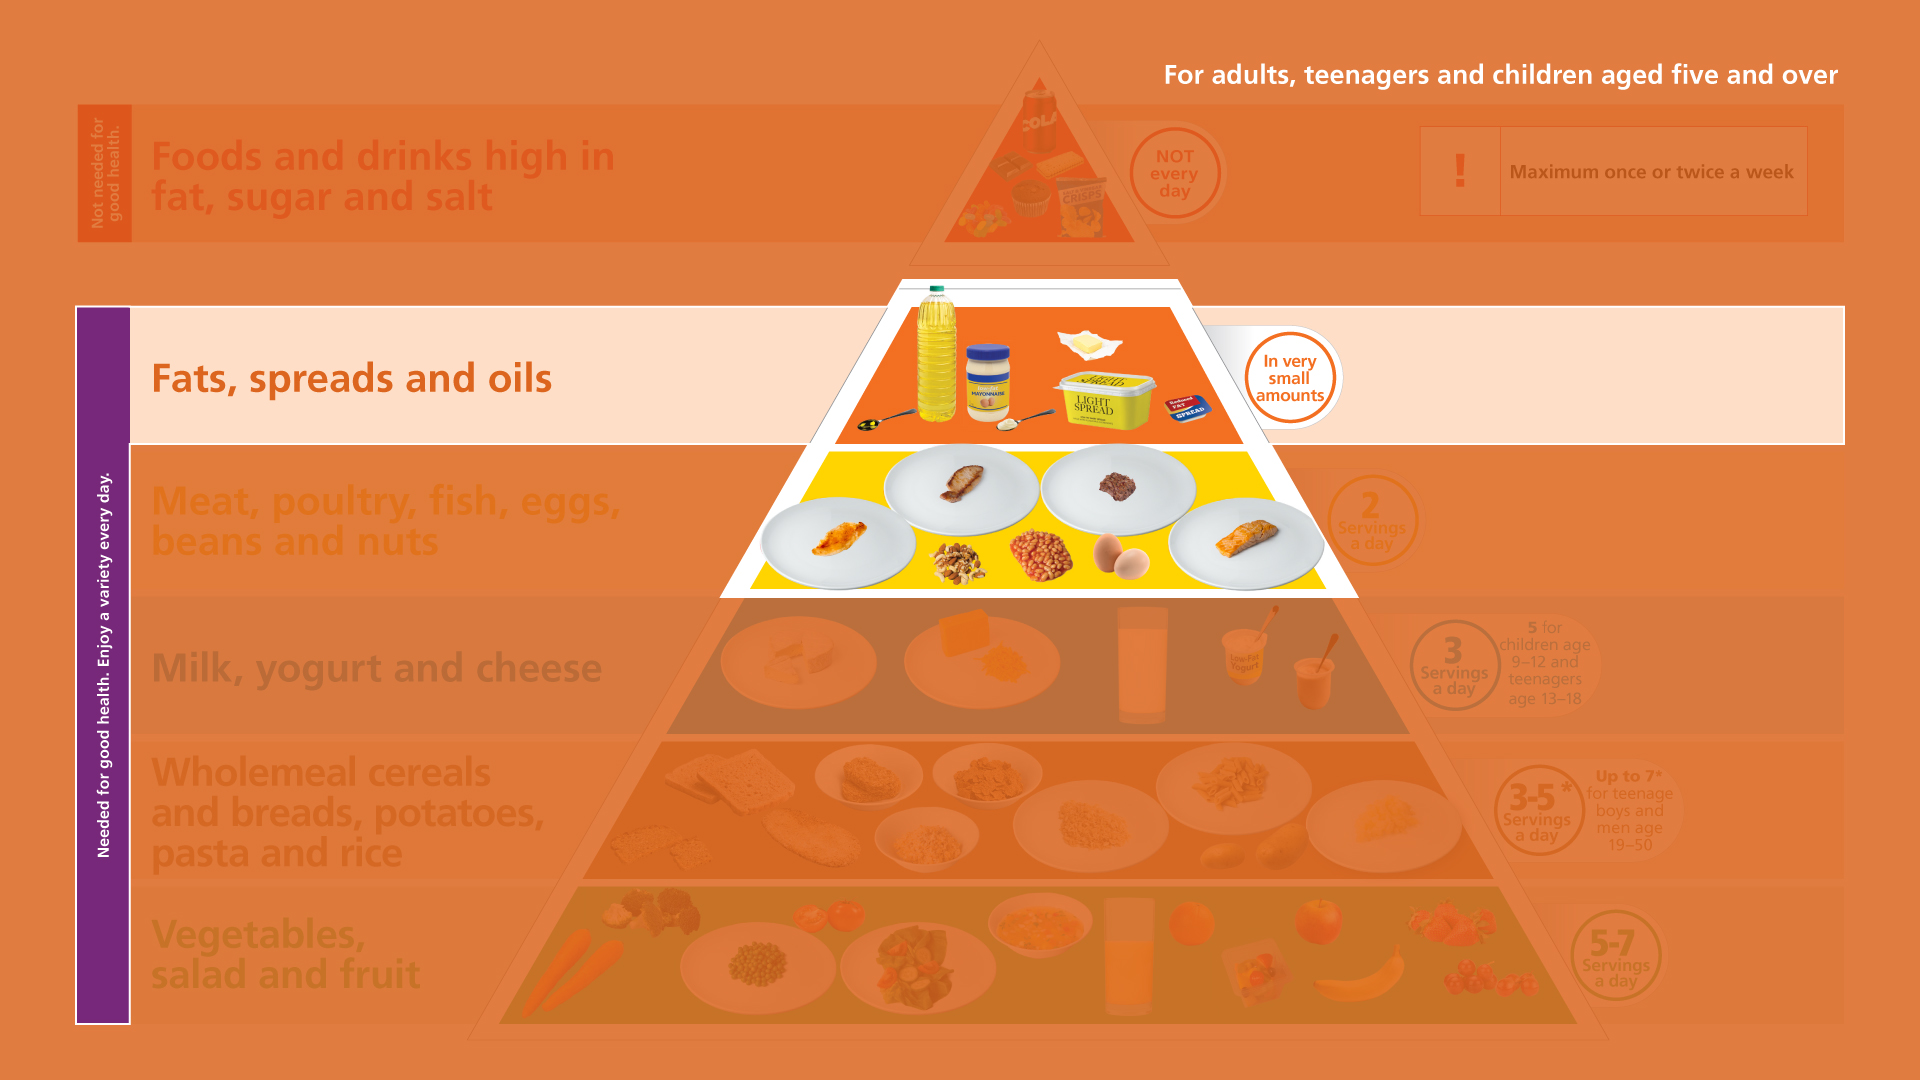 For adults, teenagers and children aged five and over
Not needed for
good health.
Foods and drinks high in
fat, sugar and salt
COLA
CRISPS
NOT
every
day
!
Maximum once or twice a week
Needed for good health. Enjoy a variety every day.
Fats, spreads and oils
MAYONNAISE
LIGHT
SPREAD
LIGHT
SPREAD
Reduced
FAT
SPREAD
In very
small
amounts
Meat, poultry, fish, eggs,
beans and nuts
2
Servings
a day
Milk, yogurt and cheese
Low-Fat
Yogurt
3
Servings
a day
5 for
children age
9–12 and
teenagers
age 13–18
Wholemeal cereals
and breads, potatoes,
pasta and rice
3-5*
Servings
a day
Up to 7*
for teenage
boys and
men age
19–50
Vegetables,
salad and fruit
5-7
Servings
a day